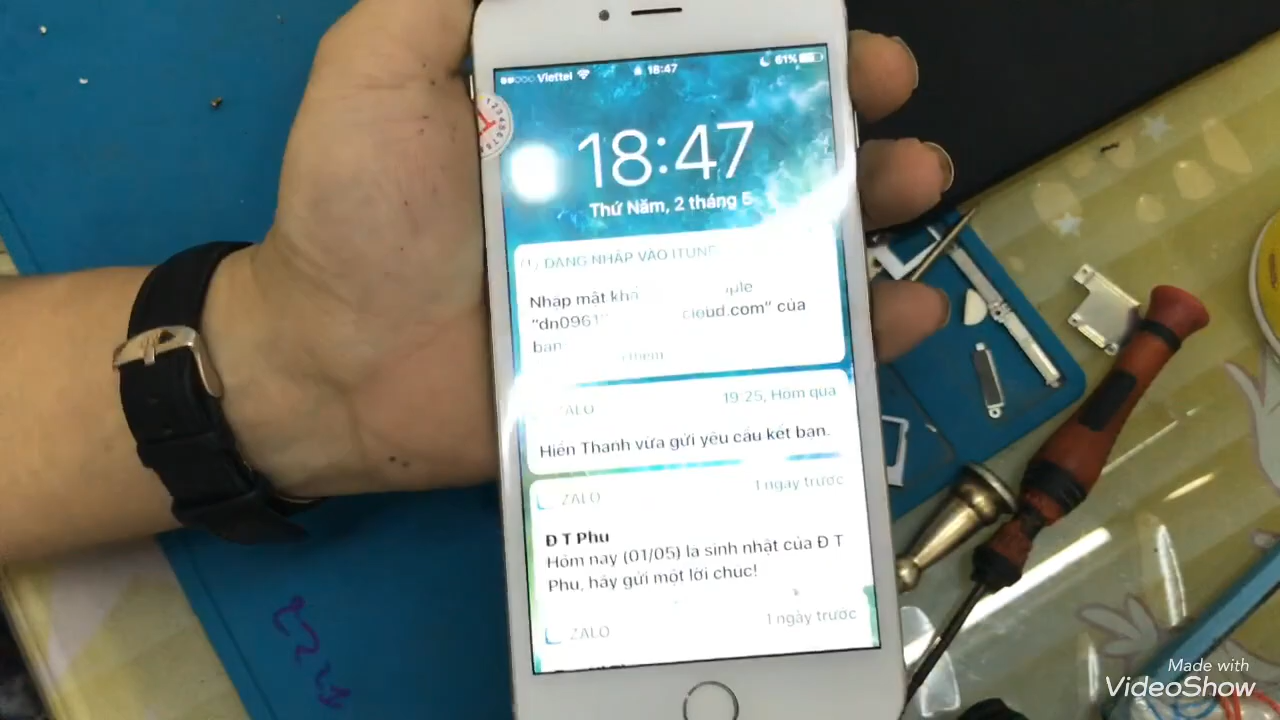 Viettel 18:47 61%
18:47
Thứ Năm, 2 tháng 5
ĐĂNG NHẬP VÀO ITUN
Nhập mật khẩ
"dn0961 cloud.com" của
bạn
thêm
ZALO 19:25, Hôm qua
Hiền Thanh vừa gửi yêu cầu kết bạn.
ZALO 1 ngày trước
Đ T Phu
Hôm nay (01/05) là sinh nhật của Đ T
Phu, hãy gửi một lời chúc!
ZALO 1 ngày trước
Made with
VideoShow